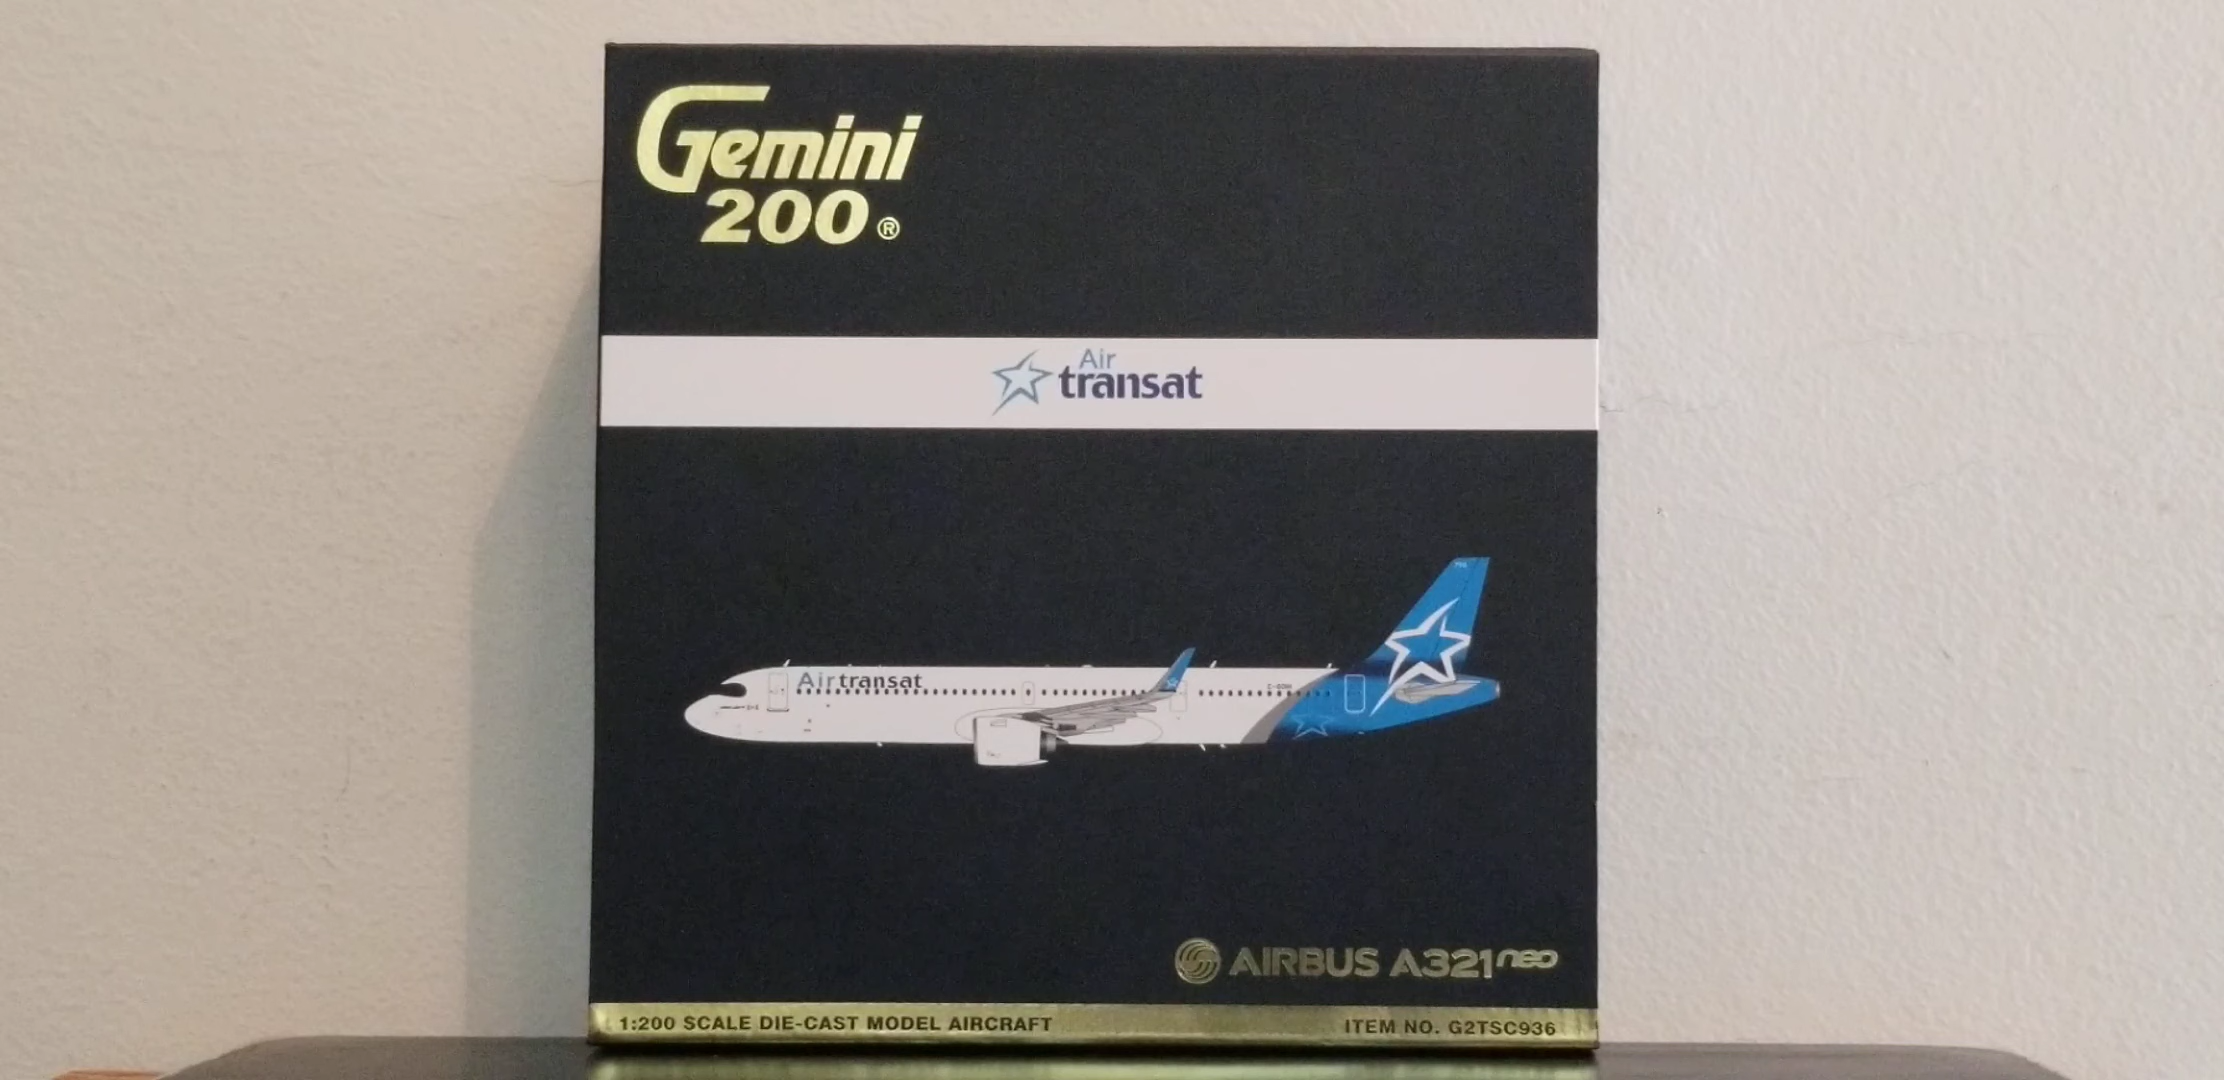 Gemini
200®
Air
transat
Airtransat
AIRBUS A321neo
1:200 SCALE DIE-CAST MODEL AIRCRAFT
ITEM NO. G2TSC936